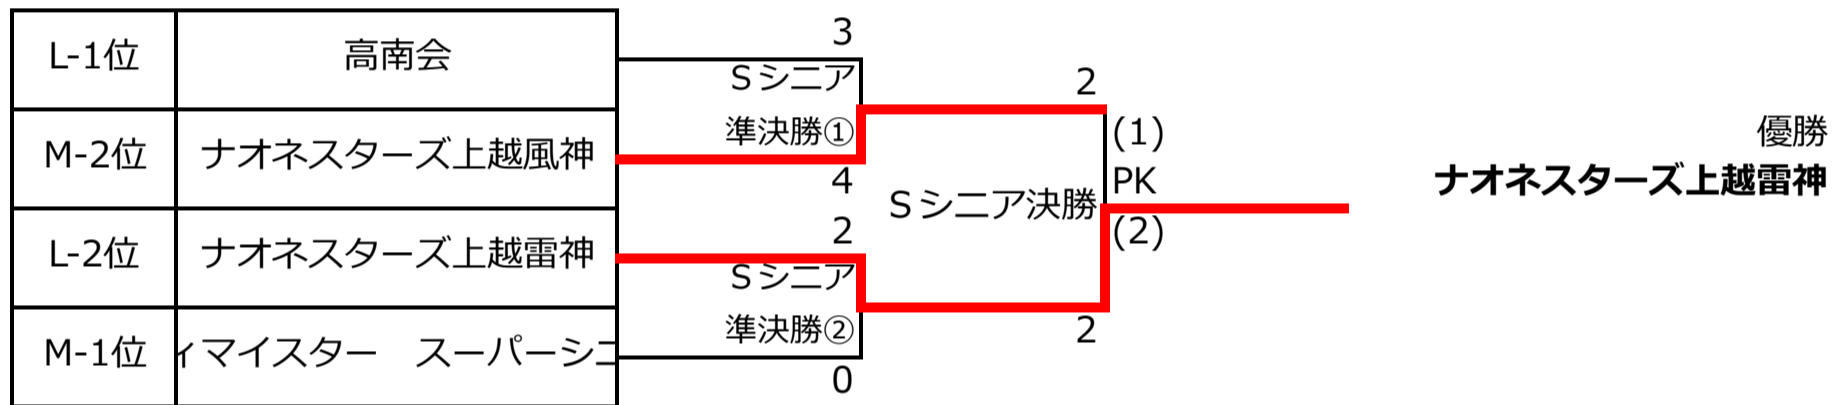 L-1位 高南会
M-2位 ナオネスターズ上越風神
L-2位 ナオネスターズ上越雷神
M-1位 ィマイスター　スーパーシニ
3
Ｓシニア
準決勝①
4
2
Ｓシニア
準決勝②
0
2
(1)
Ｓシニア決勝
PK
(2)
2
優勝
ナオネスターズ上越雷神